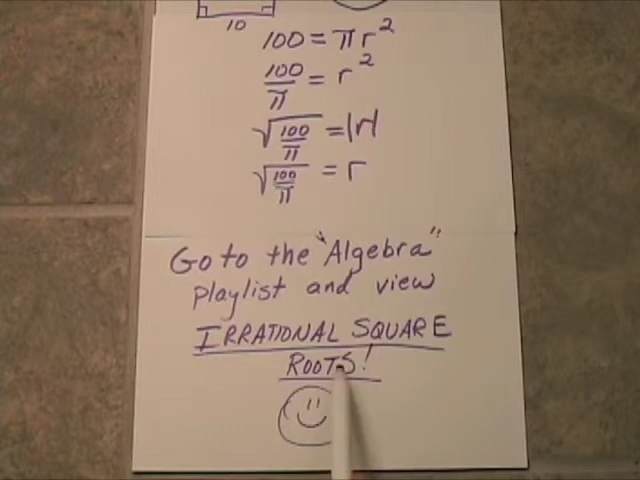 10
100 = πr²
100/π = r²
√(100/π) = |r|
√(100/π) = r
Go to the "Algebra"
playlist and view
IRRATIONAL SQUARE
ROOTS!